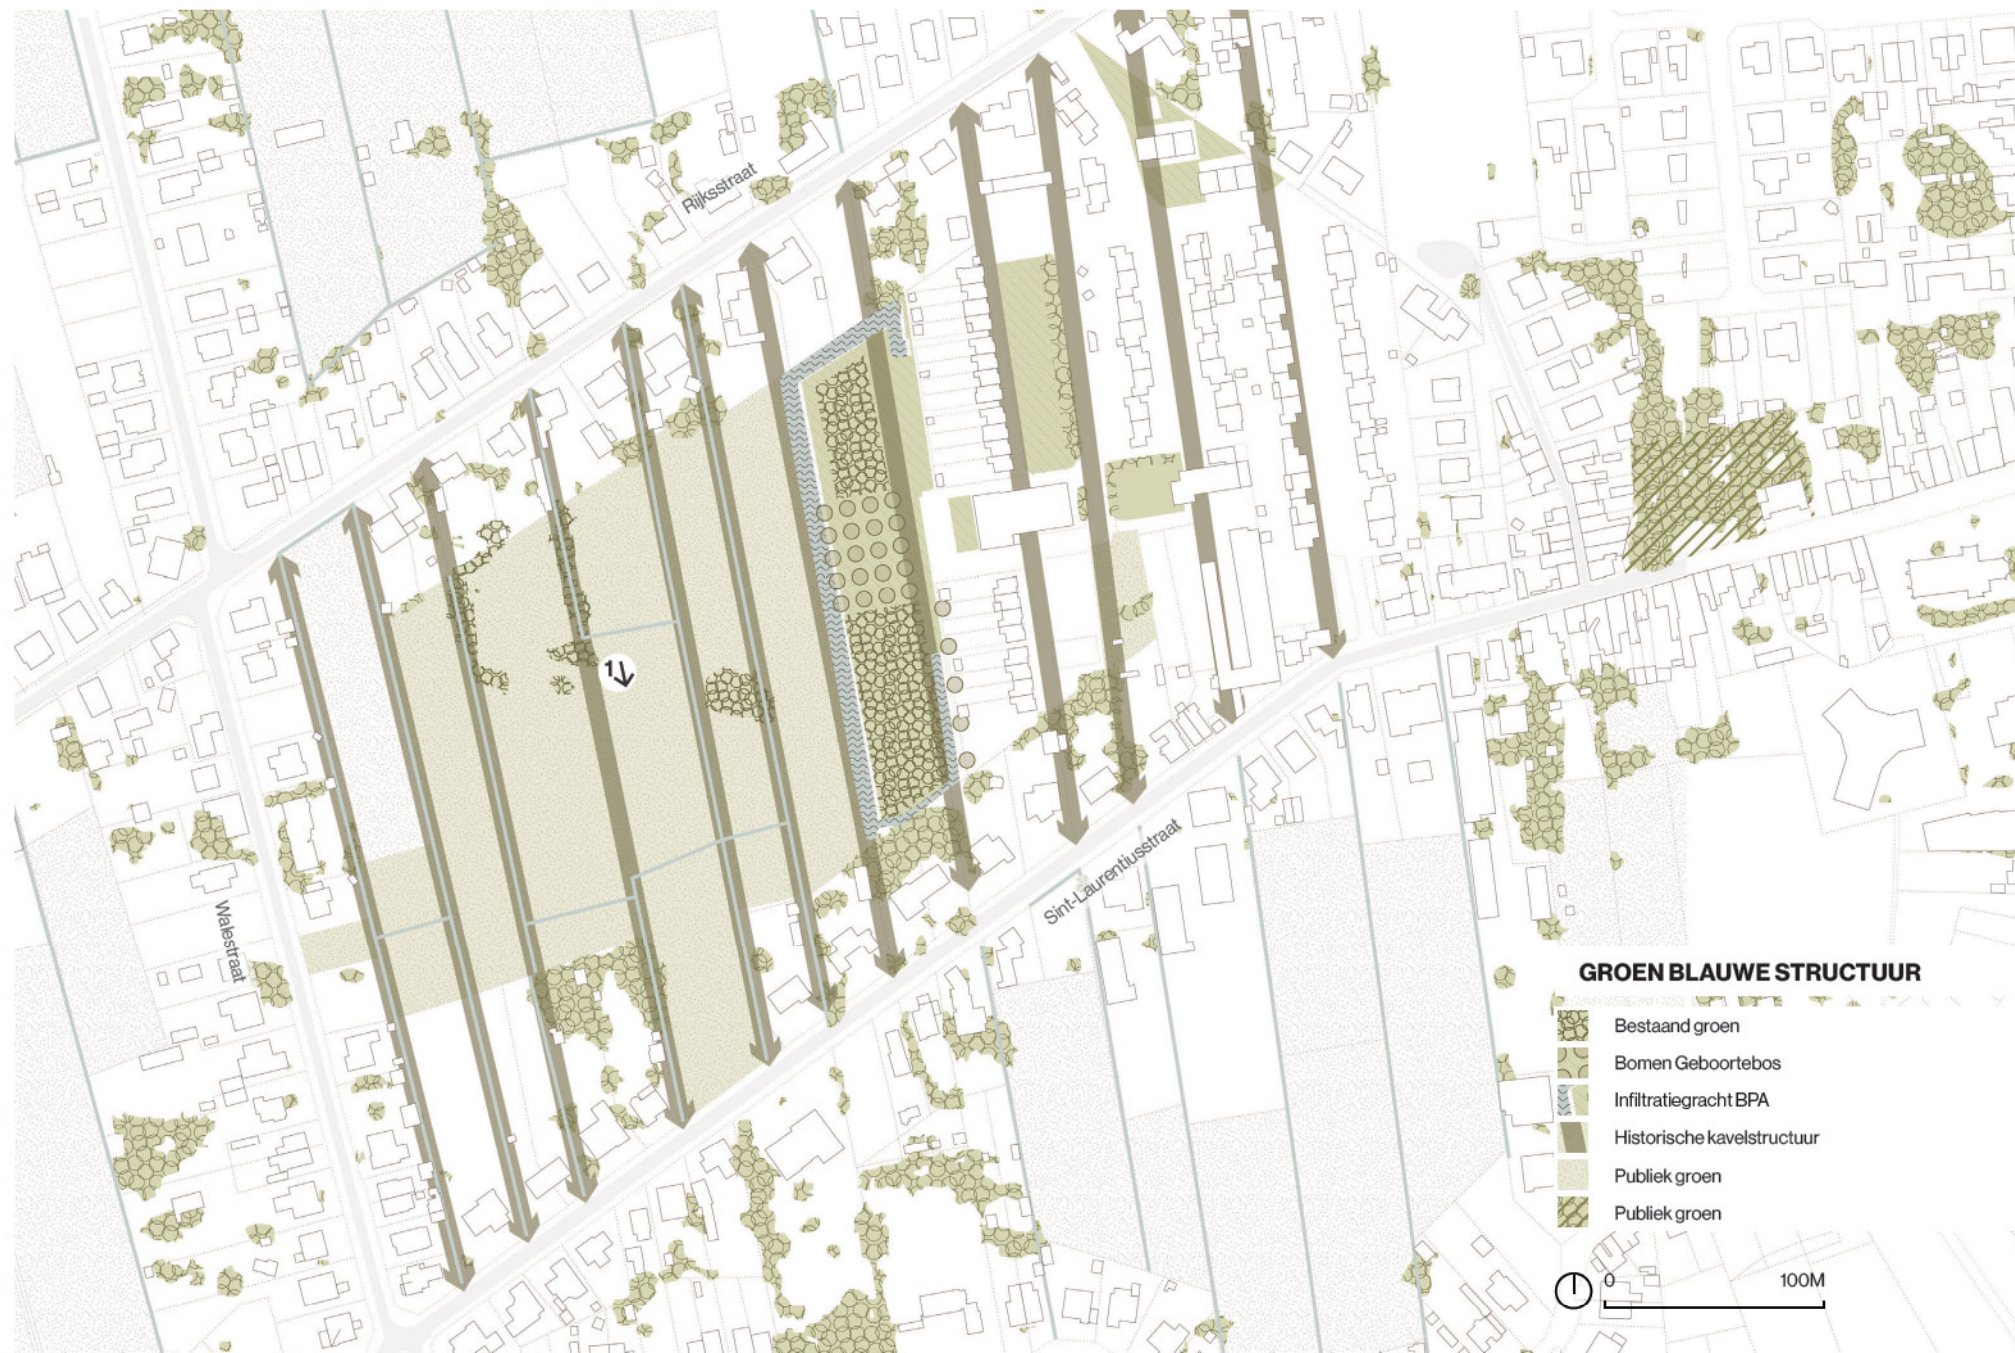 Rijksstraat
1
Walestraat
Sint-Laurentiusstraat
GROEN BLAUWE STRUCTUUR
Bestaand groen
Bomen Geboortebos
Infiltratiegracht BPA
Historische kavelstructuur
Publiek groen
Publiek groen
0 100M